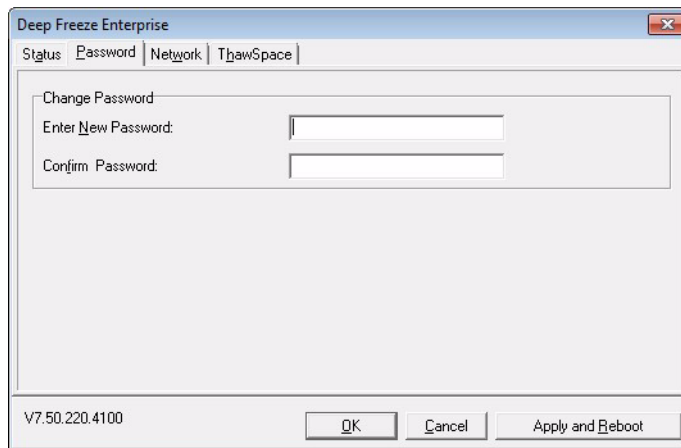 Deep Freeze Enterprise
Status Password Network ThawSpace
Change Password
Enter New Password:
Confirm Password:
V7.50.220.4100 OK Cancel Apply and Reboot